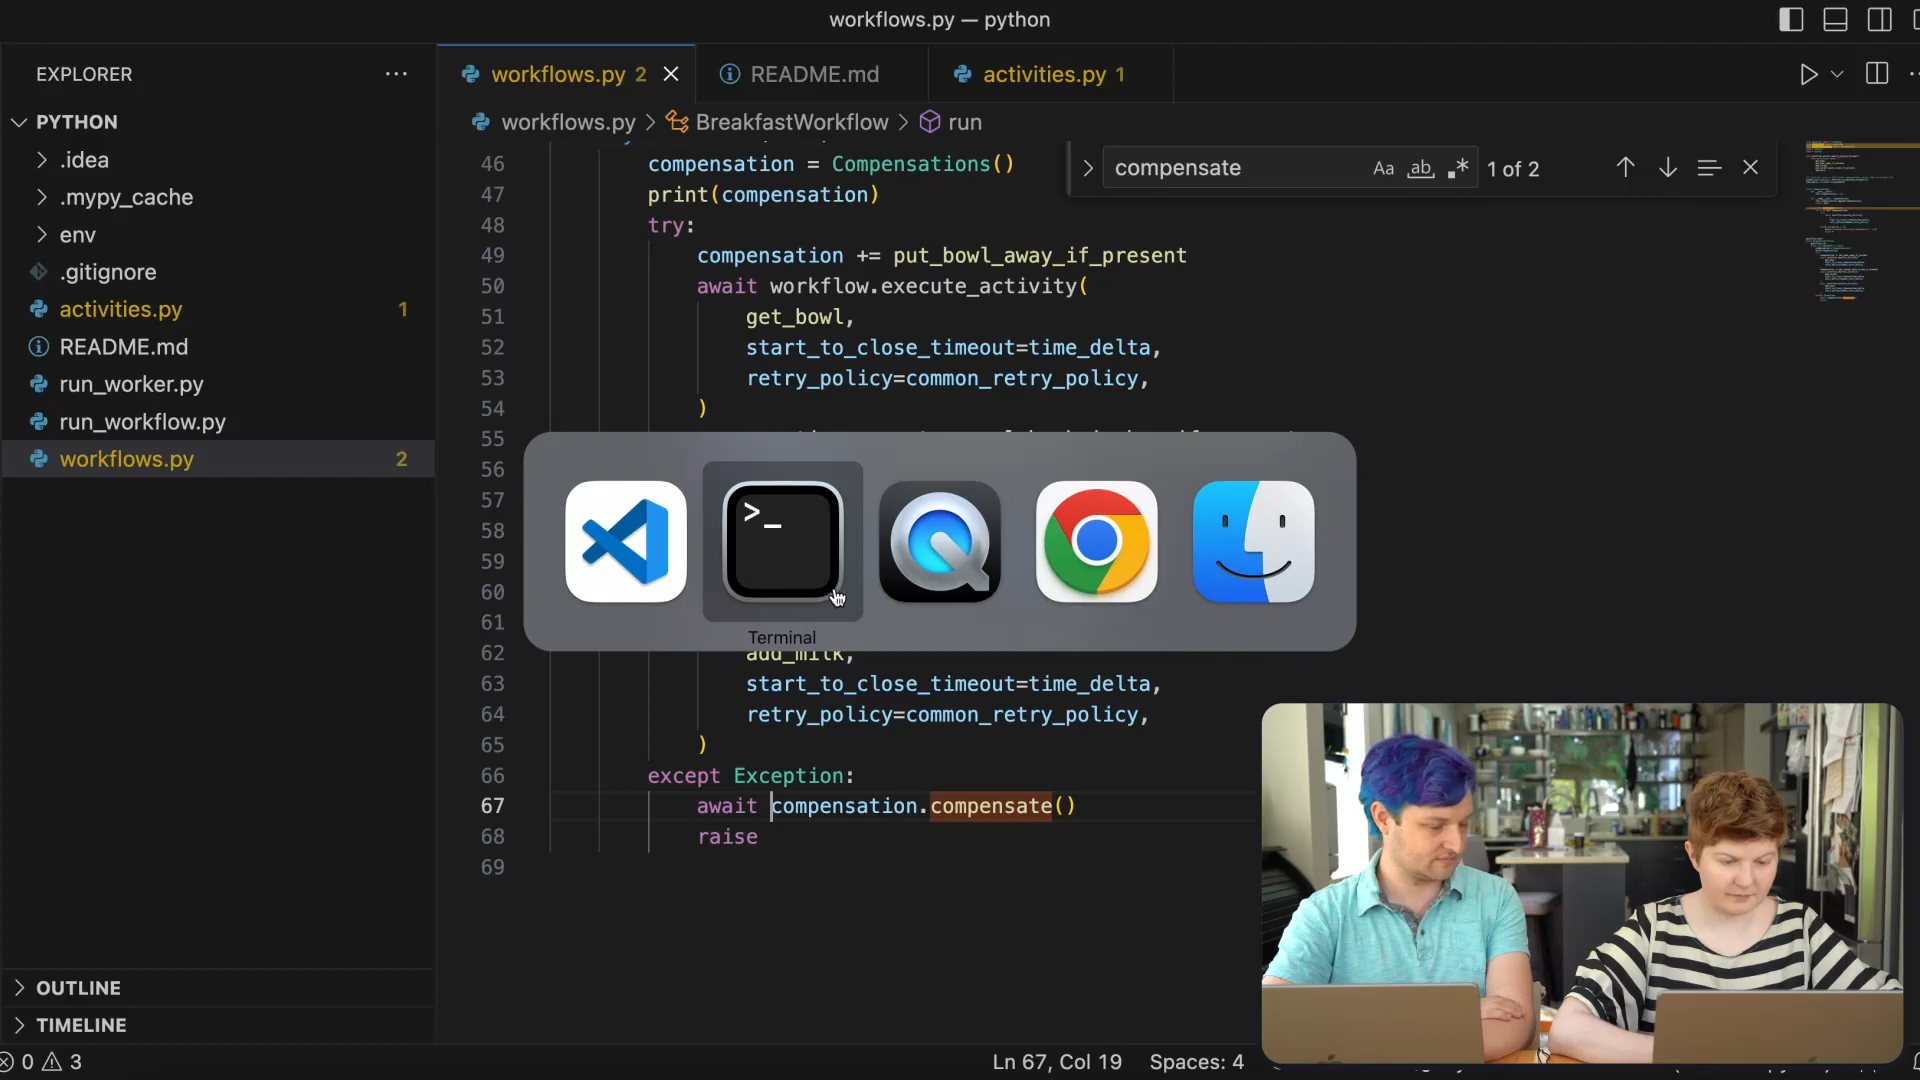 workflows.py — python
EXPLORER
workflows.py 2
README.md
activities.py 1
PYTHON
.idea
.mypy_cache
env
.gitignore
activities.py 1
README.md
run_worker.py
run_workflow.py
workflows.py 2
OUTLINE
TIMELINE
workflows.py > BreakfastWorkflow > run
compensate
Aa ab .* 1 of 2
46 compensation = Compensations()
47 print(compensation)
48 try:
49 compensation += put_bowl_away_if_present
50 await workflow.execute_activity(
51 get_bowl,
52 start_to_close_timeout=time_delta,
53 retry_policy=common_retry_policy,
54 )
55
56
57
58
59
60
61
>_
Terminal
62 add_milk,
63 start_to_close_timeout=time_delta,
64 retry_policy=common_retry_policy,
65 )
66 except Exception:
67 await compensation.compensate()
68 raise
69
0 3
Ln 67, Col 19 Spaces: 4